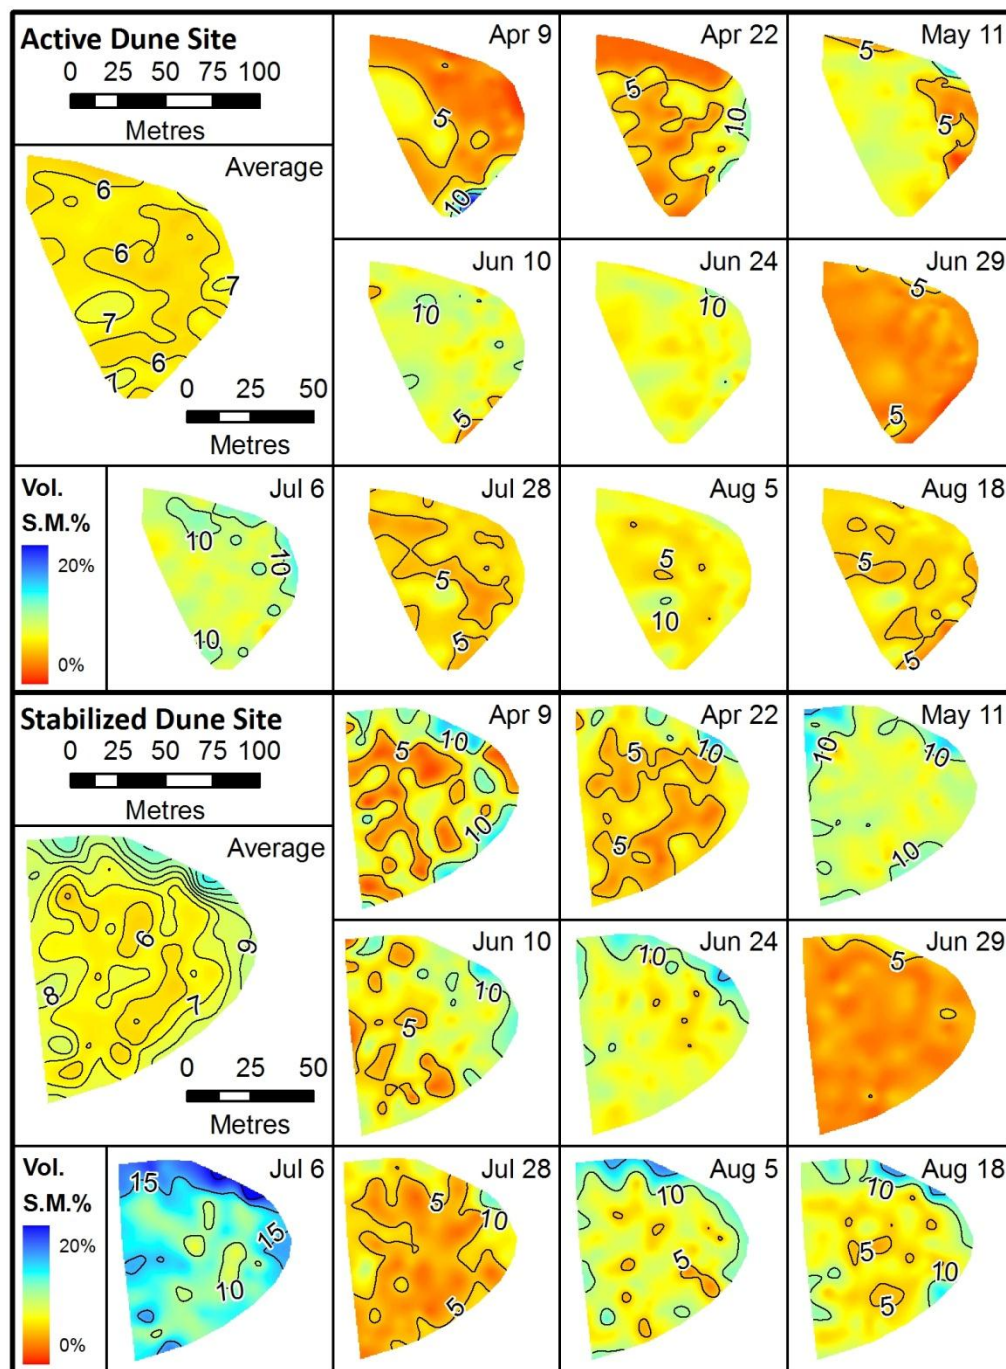 Active Dune Site
0 25 50 75 100
Metres
Apr 9
5
10
Apr 22
5
10
May 11
5
5
Average
6
6
7
7
6
7
0 25 50
Metres
Jun 10
10
5
Jun 24
10
Jun 29
5
5
Vol.
S.M.%
20%
0%
Jul 6
10
10
10
Jul 28
5
5
Aug 5
5
10
Aug 18
5
5
Stabilized Dune Site
0 25 50 75 100
Metres
Apr 9
5
10
10
Apr 22
5
10
5
May 11
10
10
10
Average
6
9
8
7
0 25 50
Metres
Jun 10
10
5
Jun 24
10
Jun 29
5
Vol.
S.M.%
20%
0%
Jul 6
15
15
10
Jul 28
5
10
5
Aug 5
10
5
Aug 18
10
5
10
5